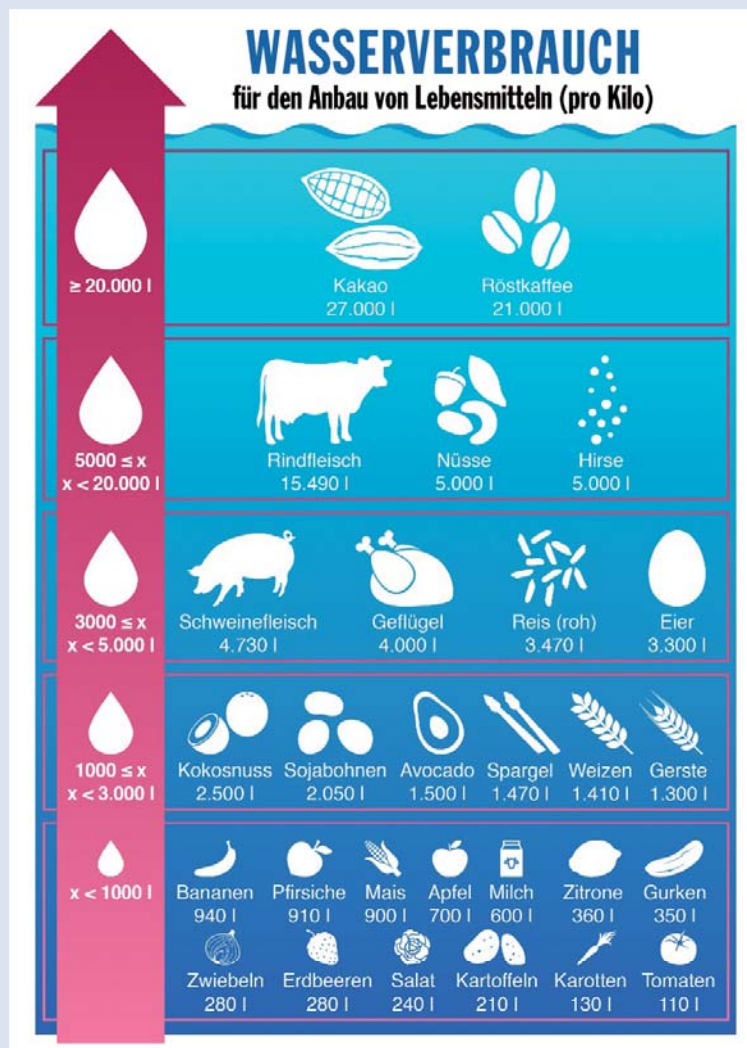 WASSERVERBRAUCH
für den Anbau von Lebensmitteln (pro Kilo)
≥ 20.000 l
Kakao
27.000 l
Röstkaffee
21.000 l
5000 ≤ x
x < 20.000 l
Rindfleisch
15.490 l
Nüsse
5.000 l
Hirse
5.000 l
3000 ≤ x
x < 5.000 l
Schweinefleisch
4.730 l
Geflügel
4.000 l
Reis (roh)
3.470 l
Eier
3.300 l
1000 ≤ x
x < 3.000 l
Kokosnuss
2.500 l
Sojabohnen
2.050 l
Avocado
1.500 l
Spargel
1.470 l
Weizen
1.410 l
Gerste
1.300 l
x < 1000 l
Bananen
940 l
Pfirsiche
910 l
Mais
900 l
Apfel
700 l
Milch
600 l
Zitrone
360 l
Gurken
350 l
Zwiebeln
280 l
Erdbeeren
280 l
Salat
240 l
Kartoffeln
210 l
Karotten
130 l
Tomaten
110 l